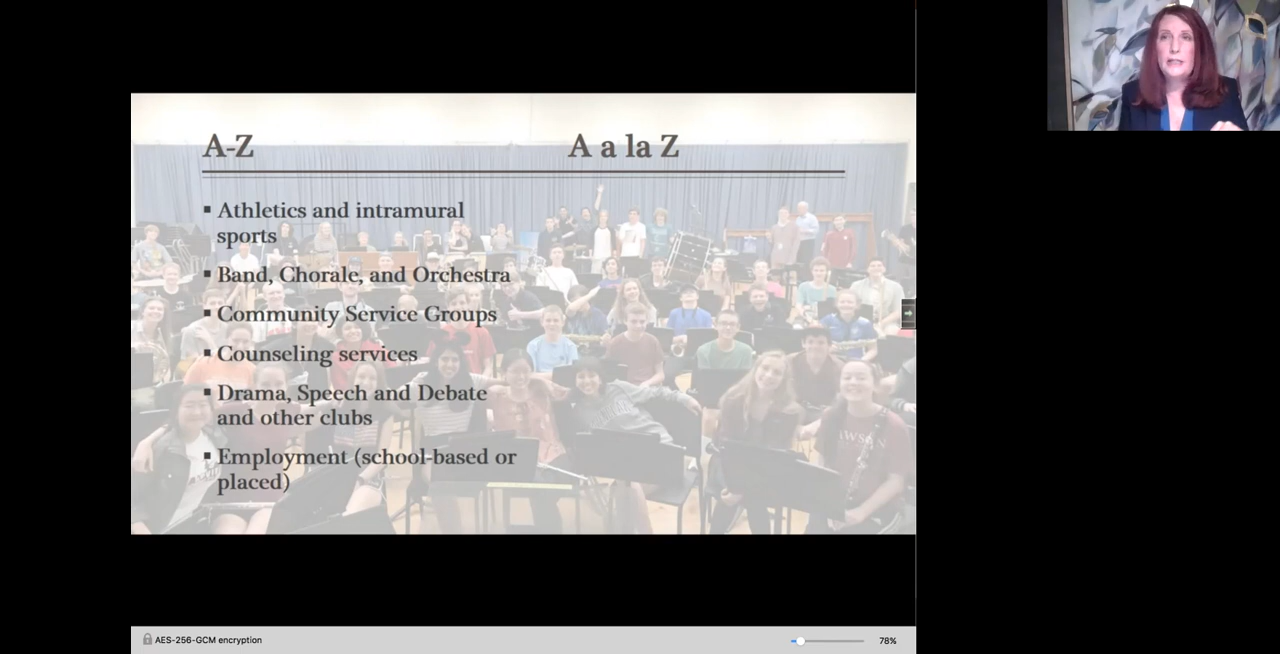 A-Z
A a la Z
Athletics and intramural
sports
Band, Chorale, and Orchestra
Community Service Groups
Counseling services
Drama, Speech and Debate
and other clubs
Employment (school-based or
placed)
AES-256-GCM encryption
78%